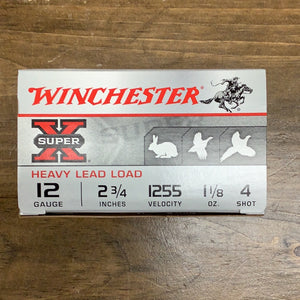 WINCHESTER
X
SUPER
HEAVY LEAD LOAD
12 2 3/4 1255 1 1/8 4
GAUGE INCHES VELOCITY OZ. SHOT